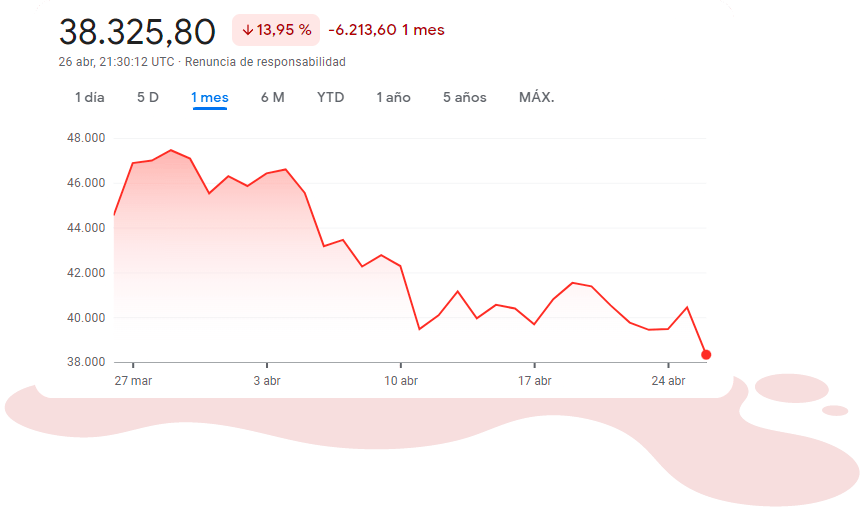 38.325,80 ↓13,95 % -6.213,60 1 mes
26 abr, 21:30:12 UTC · Renuncia de responsabilidad
1 día 5 D 1 mes 6 M YTD 1 año 5 años MÁX.
48.000
46.000
44.000
42.000
40.000
38.000
27 mar 3 abr 10 abr 17 abr 24 abr